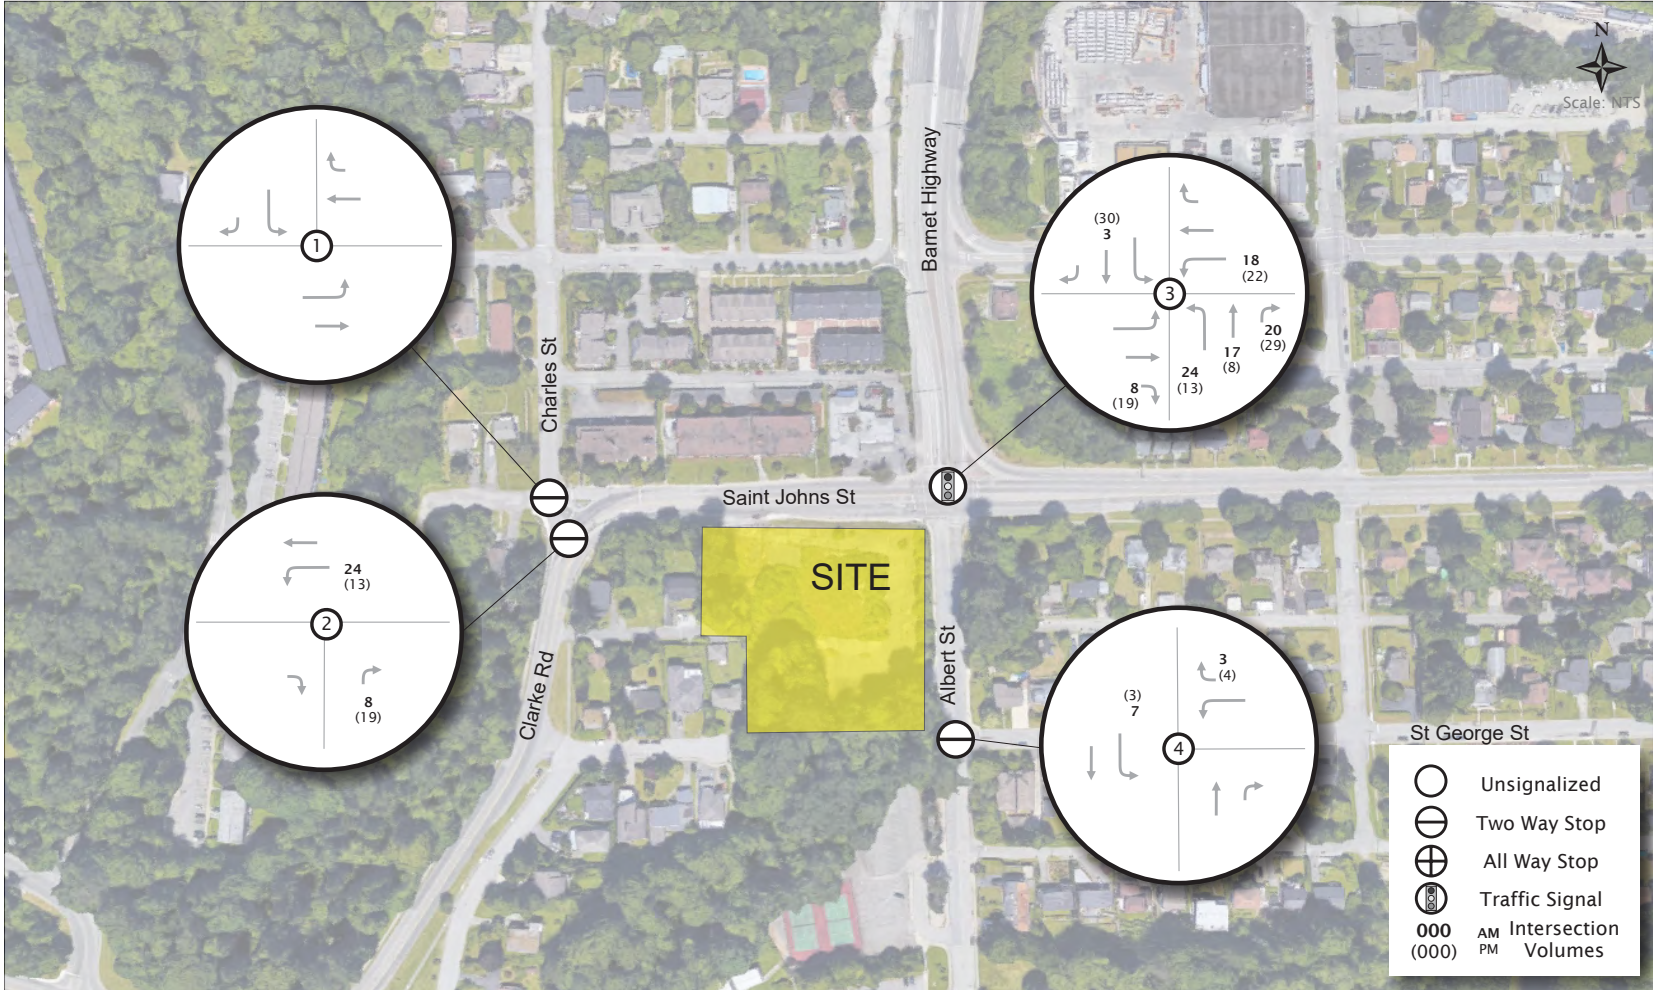 N
Scale: NTS
Barnet Highway
1
(30)
3
18
(22)
3
20
(29)
17
(8)
24
(13)
8
(19)
Charles St
Saint Johns St
SITE
24
(13)
2
8
(19)
Clarke Rd
Albert St
3
(4)
(3)
7
4
St George St
Unsignalized
Two Way Stop
All Way Stop
Traffic Signal
000 AM Intersection
(000) PM Volumes